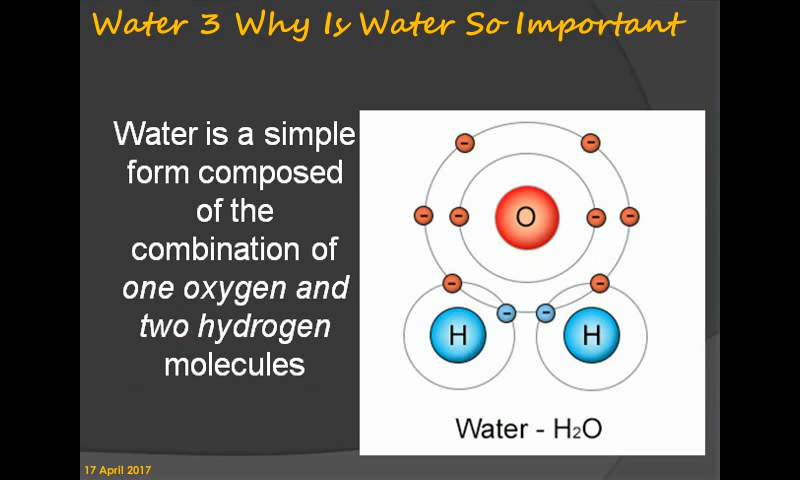 Water 3 Why Is Water So Important
Water is a simple
form composed
of the
combination of
one oxygen and
two hydrogen
molecules
O
H
H
Water - H₂O
17 April 2017